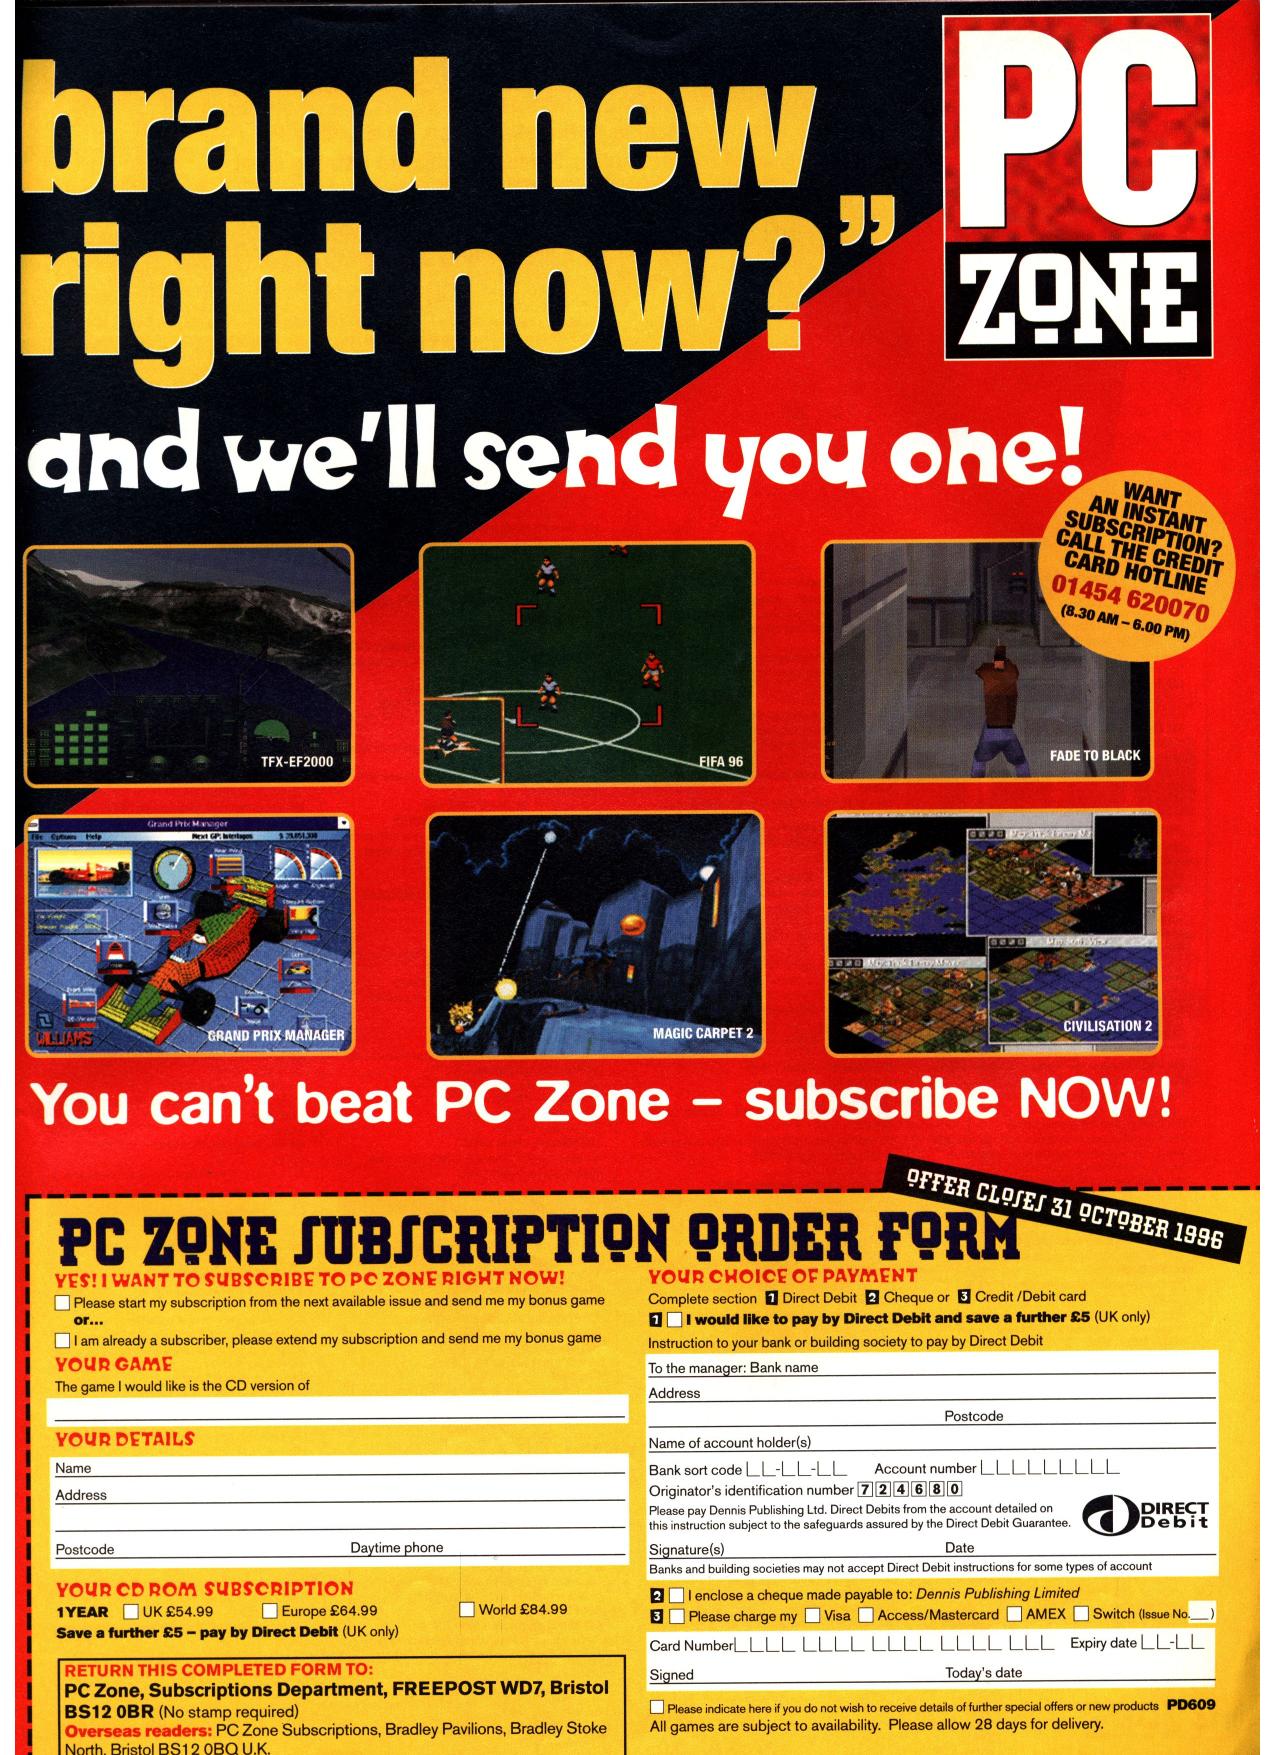 brand new
right now?”
PC
ZONE
and we’ll send you one!
WANT
AN INSTANT
SUBSCRIPTION?
CALL THE CREDIT
CARD HOTLINE
01454 620070
(8.30 AM – 6.00 PM)
TFX-EF2000
FIFA 96
FADE TO BLACK
Grand Prix Manager
File Options Help Next GP: Interlagos
WILLIAMS
GRAND PRIX MANAGER
MAGIC CARPET 2
CIVILISATION 2
You can’t beat PC Zone – subscribe NOW!
OFFER CLOSES 31 OCTOBER 1996
PC ZONE SUBSCRIPTION ORDER FORM
YES! I WANT TO SUBSCRIBE TO PC ZONE RIGHT NOW!
Please start my subscription from the next available issue and send me my bonus game
or...
I am already a subscriber, please extend my subscription and send me my bonus game
YOUR GAME
The game I would like is the CD version of
YOUR DETAILS
Name
Address
Postcode Daytime phone
YOUR CD ROM SUBSCRIPTION
1 YEAR UK £54.99 Europe £64.99 World £84.99
Save a further £5 – pay by Direct Debit (UK only)
RETURN THIS COMPLETED FORM TO:
PC Zone, Subscriptions Department, FREEPOST WD7, Bristol
BS12 0BR (No stamp required)
Overseas readers: PC Zone Subscriptions, Bradley Pavilions, Bradley Stoke
North, Bristol BS12 0BQ U.K.
YOUR CHOICE OF PAYMENT
Complete section 1 Direct Debit 2 Cheque or 3 Credit /Debit card
1 I would like to pay by Direct Debit and save a further £5 (UK only)
Instruction to your bank or building society to pay by Direct Debit
To the manager: Bank name
Address
Postcode
Name of account holder(s)
Bank sort code Account number
Originator’s identification number 7 2 4 6 8 0
Please pay Dennis Publishing Ltd. Direct Debits from the account detailed on
this instruction subject to the safeguards assured by the Direct Debit Guarantee.
DIRECT
Debit
Signature(s) Date
Banks and building societies may not accept Direct Debit instructions for some types of account
2 I enclose a cheque made payable to: Dennis Publishing Limited
3 Please charge my Visa Access/Mastercard AMEX Switch (Issue No.__ )
Card Number Expiry date
Signed Today’s date
Please indicate here if you do not wish to receive details of further special offers or new products PD609
All games are subject to availability. Please allow 28 days for delivery.